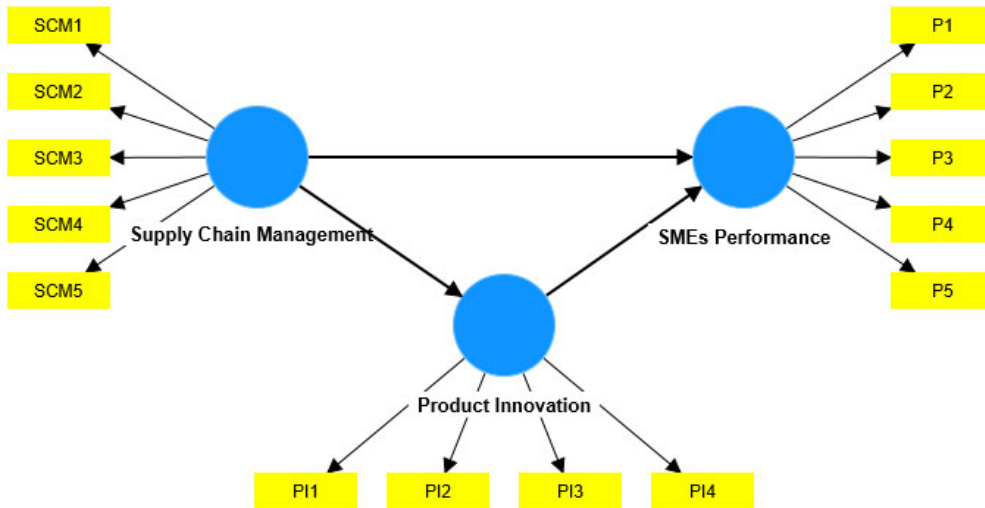 SCM1
SCM2
SCM3
SCM4
SCM5
Supply Chain Management
P1
P2
P3
P4
P5
SMEs Performance
Product Innovation
PI1
PI2
PI3
PI4